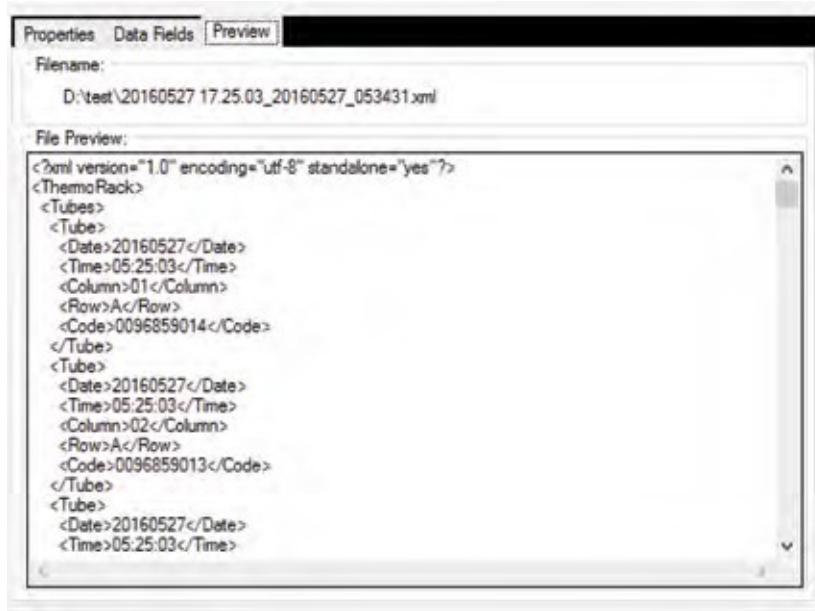 Properties Data Fields Preview
Filename:
D:\test\20160527 17.25.03_20160527_053431.xml
File Preview:
<?xml version="1.0" encoding="utf-8" standalone="yes"?>
<ThermoRack>
<Tubes>
<Tube>
<Date>20160527</Date>
<Time>05:25:03</Time>
<Column>01</Column>
<Row>A</Row>
<Code>0096859014</Code>
</Tube>
<Tube>
<Date>20160527</Date>
<Time>05:25:03</Time>
<Column>02</Column>
<Row>A</Row>
<Code>0096859013</Code>
</Tube>
<Tube>
<Date>20160527</Date>
<Time>05:25:03</Time>